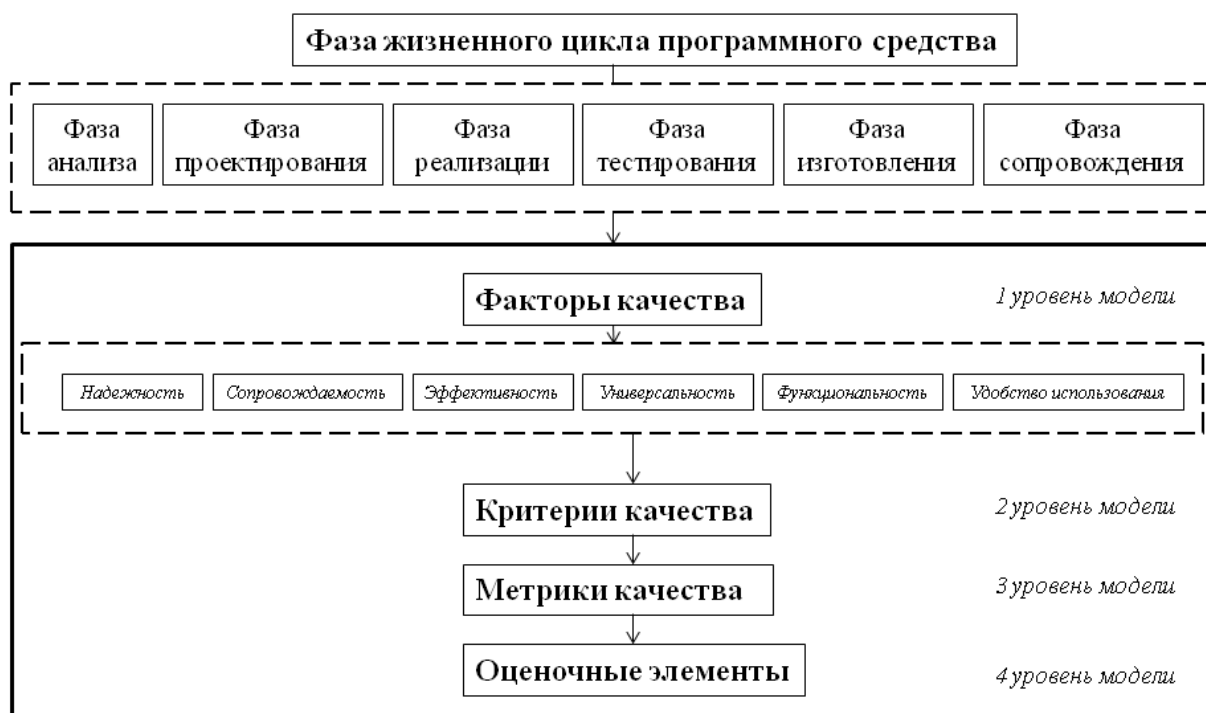 Фаза жизненного цикла программного средства
Фаза
анализа
Фаза
проектирования
Фаза
реализации
Фаза
тестирования
Фаза
изготовления
Фаза
сопровождения
Факторы качества
1 уровень модели
Надежность
Сопровождаемость
Эффективность
Универсальность
Функциональность
Удобство использования
Критерии качества
2 уровень модели
Метрики качества
3 уровень модели
Оценочные элементы
4 уровень модели